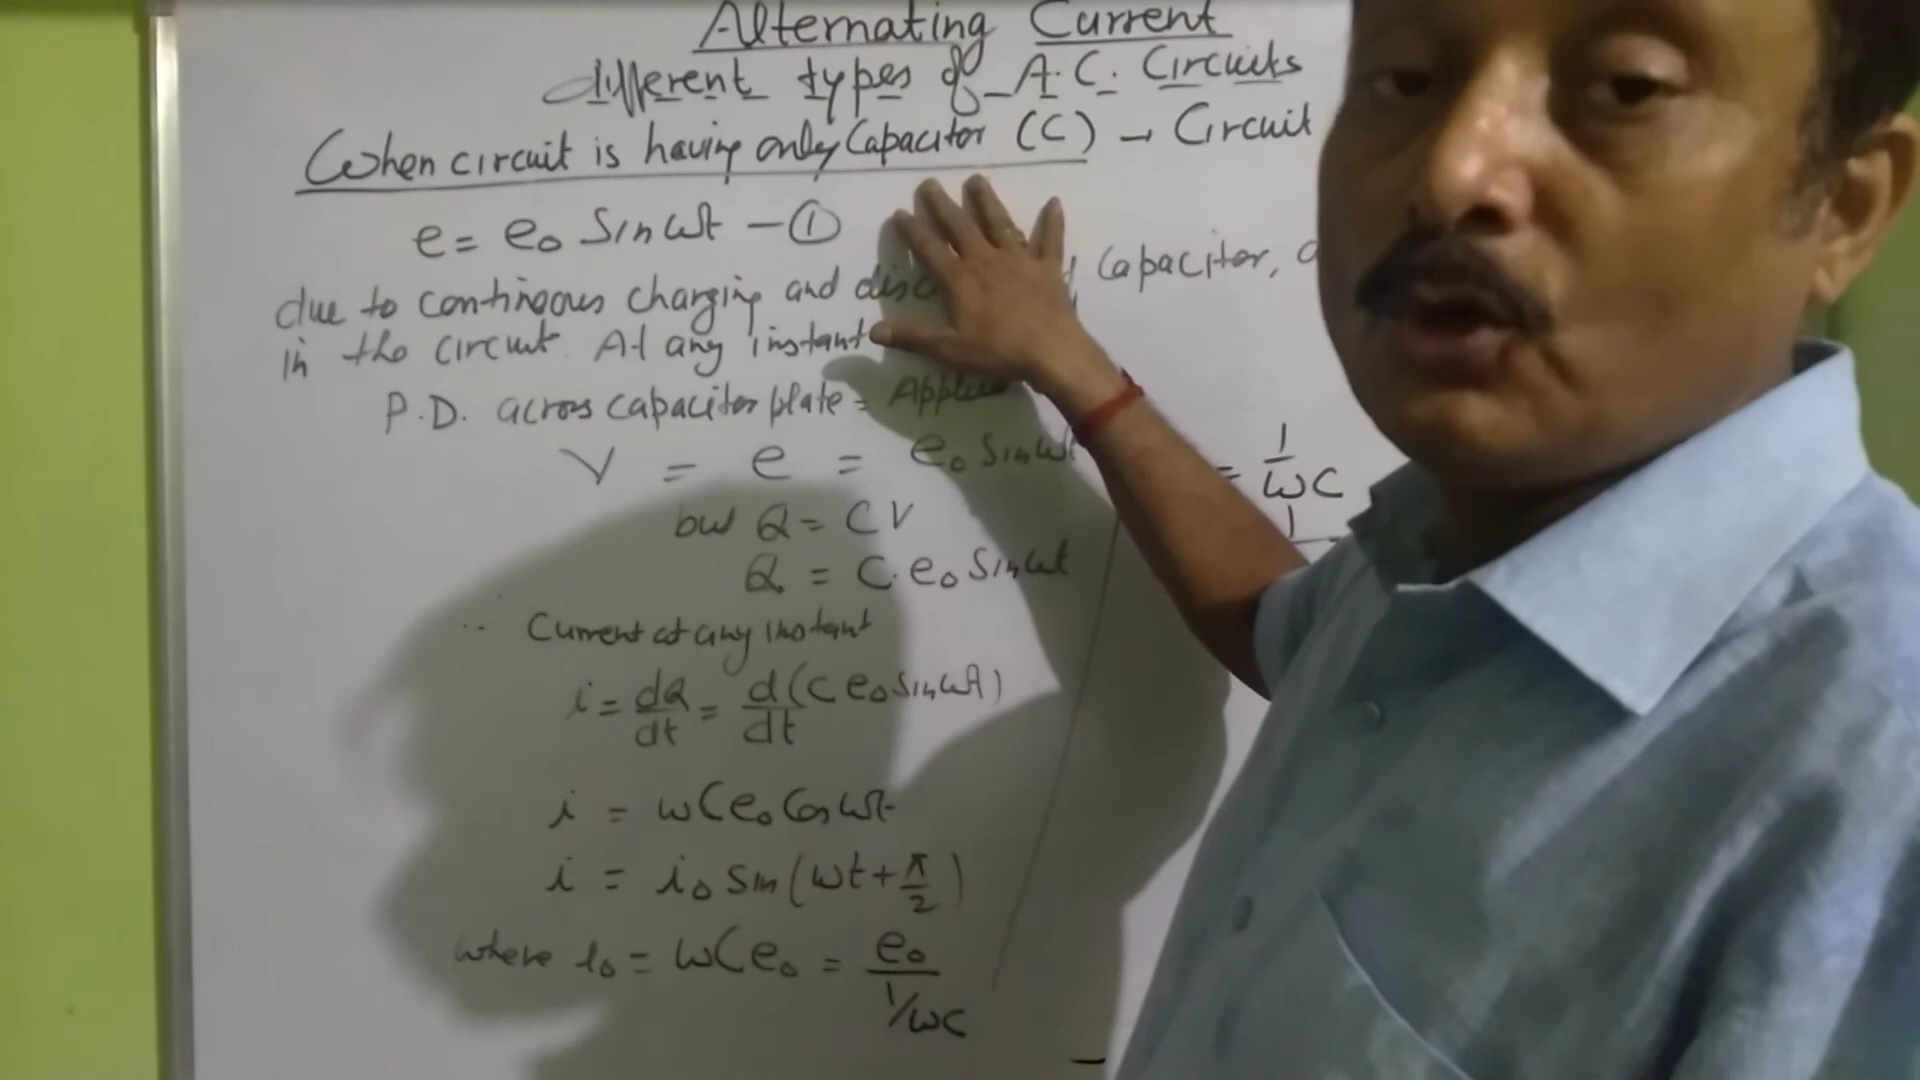 Alternating Current
different types of A.C. Circuits
When circuit is having only Capacitor (C) → Circuit
e = e₀ Sin ωt — ①
due to continuous charging and Capacitor,
in the circuit. At any instant
P.D. across capacitor plate =
V = e = e₀ Sin ωt
but Q = CV
Q = C. e₀ Sin ωt
∴ Current at any instant
i = dQ/dt = d(C e₀ Sin ωt)/dt
i = ωCe₀ Cos ωt
i = i₀ Sin (ωt + π/2)
where i₀ = ωCe₀ = e₀/(1/ωC)
= 1/ωC
1